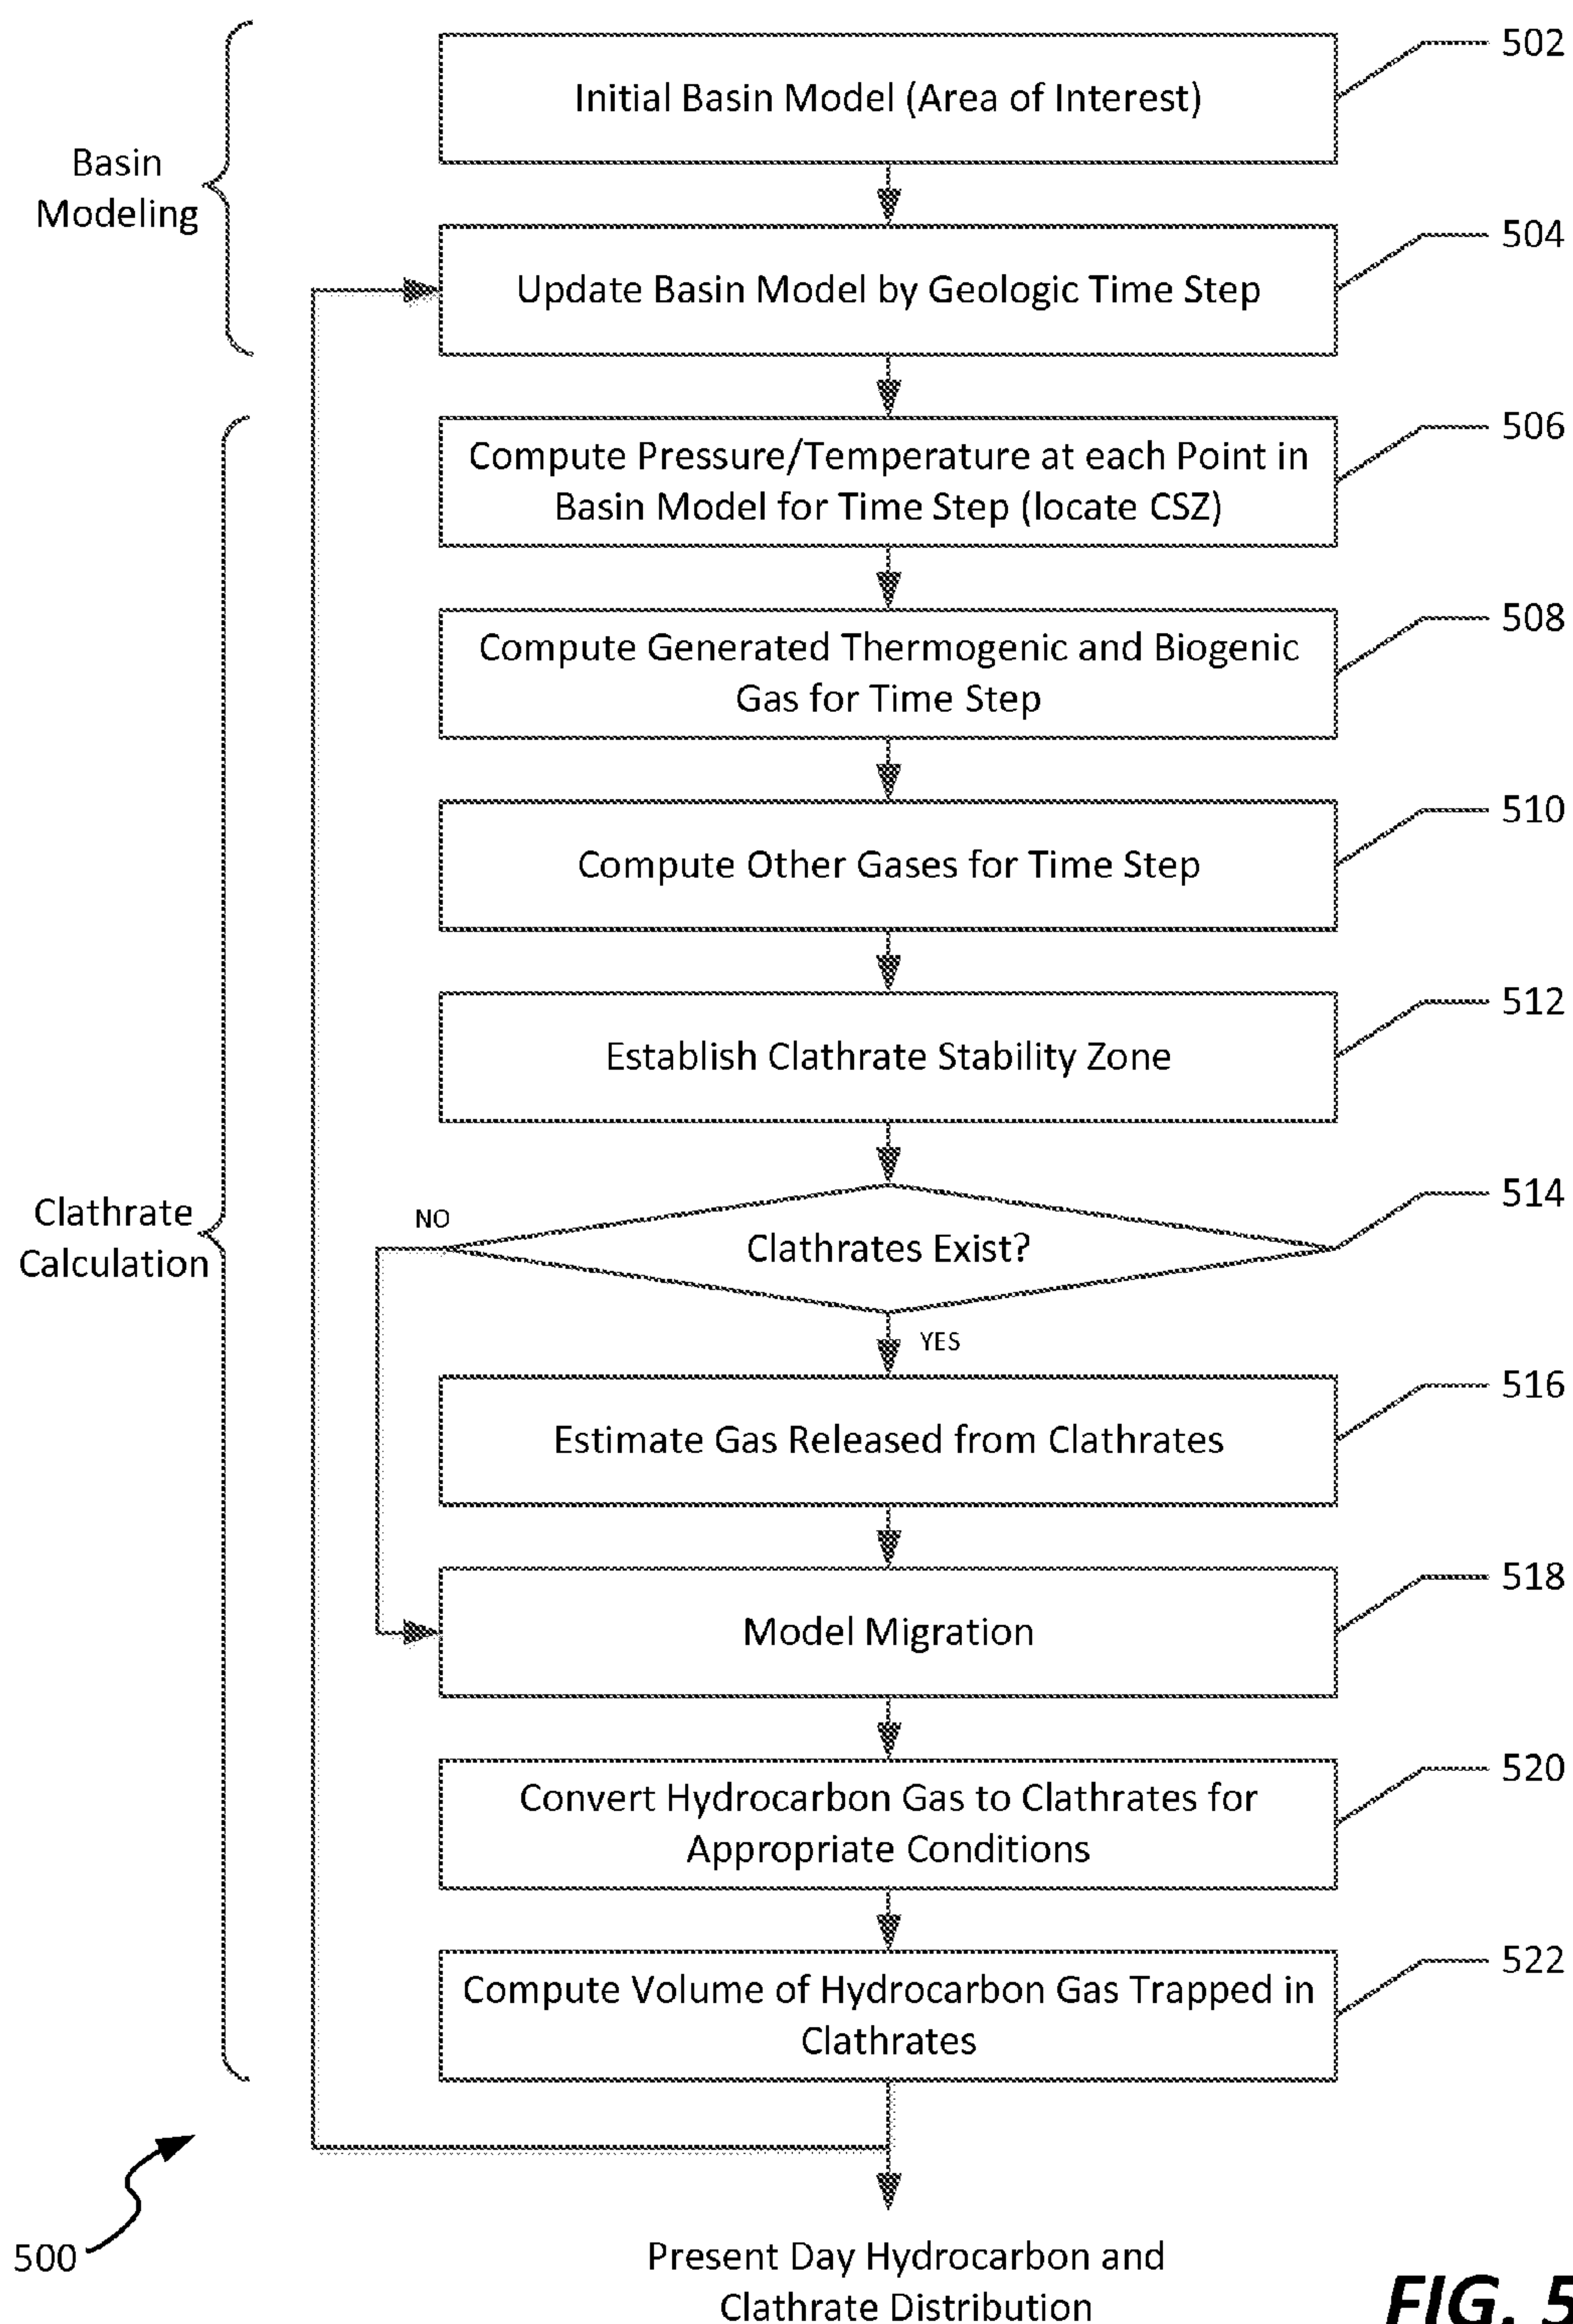 Initial Basin Model (Area of Interest)
502
Basin
Modeling
Update Basin Model by Geologic Time Step
504
Compute Pressure/Temperature at each Point in
Basin Model for Time Step (locate CSZ)
506
Compute Generated Thermogenic and Biogenic
Gas for Time Step
508
Compute Other Gases for Time Step
510
Establish Clathrate Stability Zone
512
Clathrate
Calculation
NO
Clathrates Exist?
514
YES
Estimate Gas Released from Clathrates
516
Model Migration
518
Convert Hydrocarbon Gas to Clathrates for
Appropriate Conditions
520
Compute Volume of Hydrocarbon Gas Trapped in
Clathrates
522
500
Present Day Hydrocarbon and
Clathrate Distribution
FIG. 5